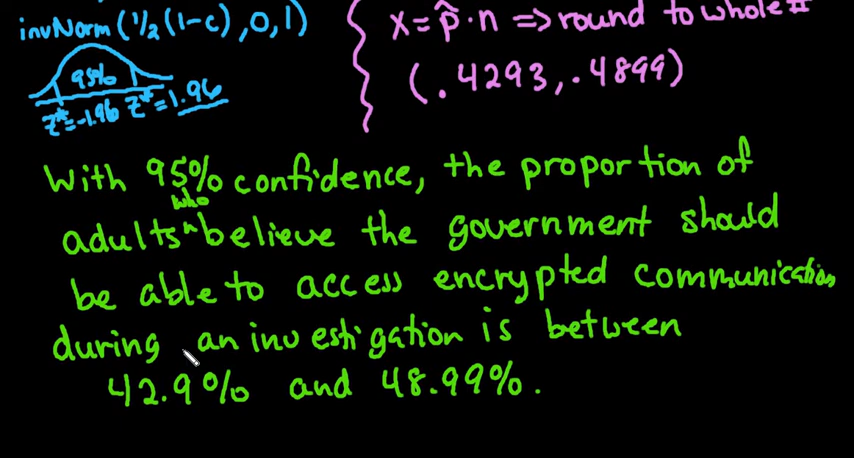 invNorm (1/2 (1-c), 0, 1)
95%
z*=-1.96 z*=1.96
x = p̂ · n => round to whole #
(.4293, .4899)
With 95% confidence, the proportion of
adults who believe the government should
be able to access encrypted communication
during an investigation is between
42.9% and 48.99%.